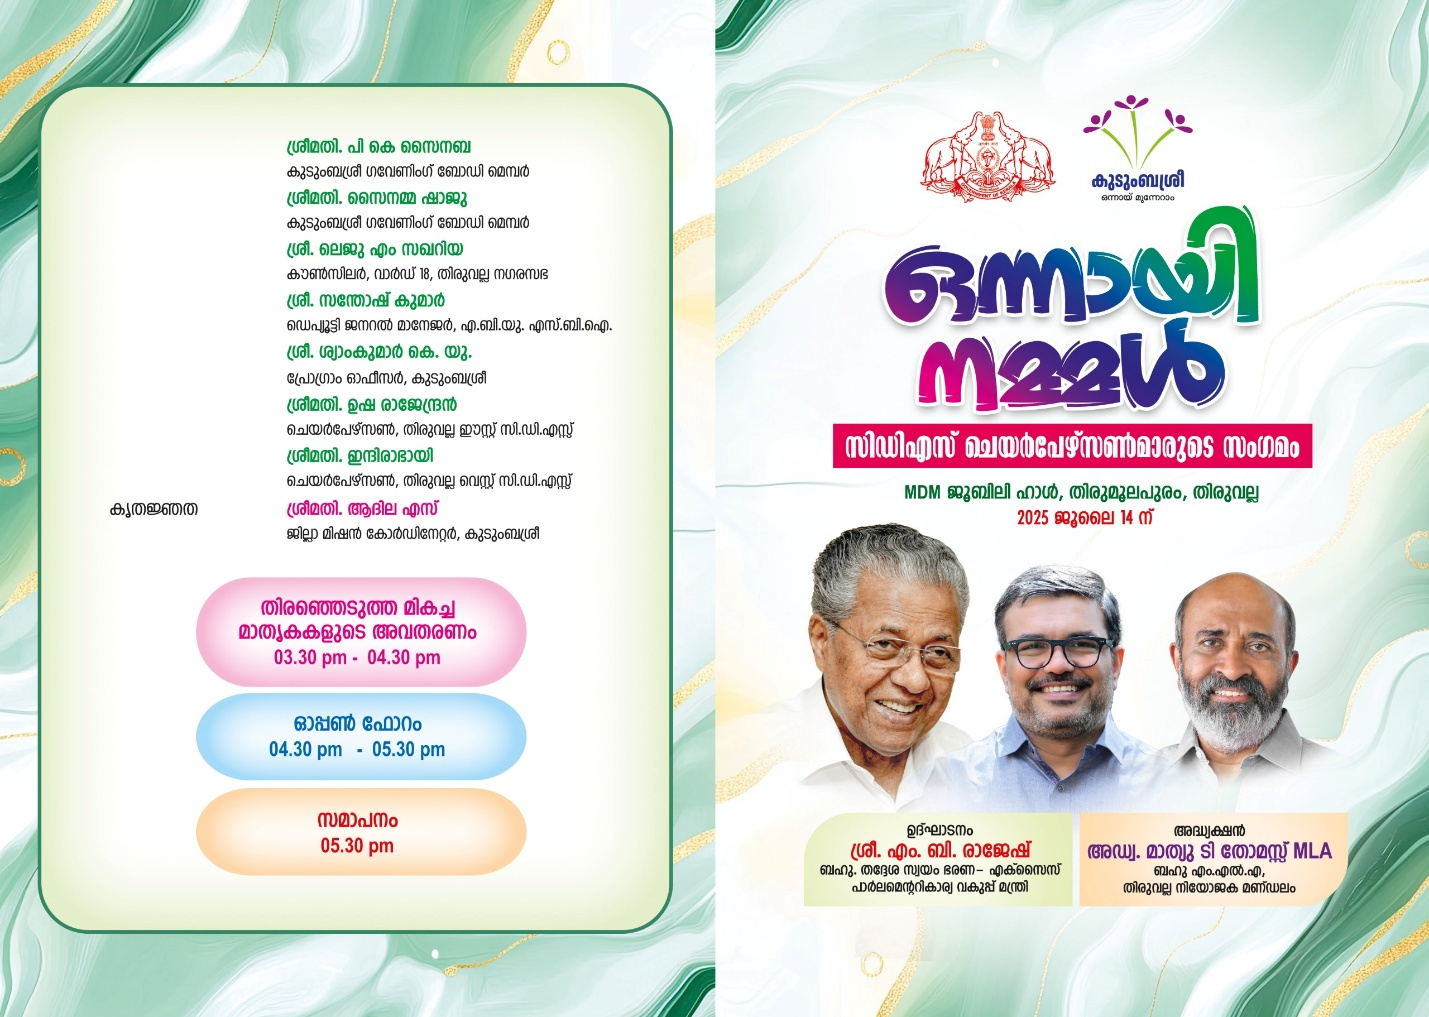 ശ്രീമതി. പി കെ സൈനബ
കുടുംബശ്രീ ഗവേണിംഗ് ബോഡി മെമ്പർ
ശ്രീമതി. സൈനമ്മ ഷാജു
കുടുംബശ്രീ ഗവേണിംഗ് ബോഡി മെമ്പർ
ശ്രീ. ലെജു എം സഖറിയ
കൗൺസിലർ, വാർഡ് 18, തിരുവല്ല നഗരസഭ
ശ്രീ. സന്തോഷ് കുമാർ
ഡെപ്യൂട്ടി ജനറൽ മാനേജർ, എ.ബി.യു. എസ്.ബി.ഐ.
ശ്രീ. ശ്യാംകുമാർ കെ. യു.
പ്രോഗ്രാം ഓഫീസർ, കുടുംബശ്രീ
ശ്രീമതി. ഉഷ രാജേന്ദ്രൻ
ചെയർപേഴ്സൺ, തിരുവല്ല ഈസ്റ്റ് സി.ഡി.എസ്സ്
ശ്രീമതി. ഇന്ദിരാഭായി
ചെയർപേഴ്സൺ, തിരുവല്ല വെസ്റ്റ് സി.ഡി.എസ്സ്
കൃതജ്ഞത ശ്രീമതി. ആദില എസ്
ജില്ലാ മിഷൻ കോർഡിനേറ്റർ, കുടുംബശ്രീ
തിരഞ്ഞെടുത്ത മികച്ച
മാതൃകകളുടെ അവതരണം
03.30 pm - 04.30 pm
ഓപ്പൺ ഫോറം
04.30 pm - 05.30 pm
സമാപനം
05.30 pm
കുടുംബശ്രീ
ഒന്നായ് മുന്നേറാം
ഒന്നായി
നമ്മൾ
സിഡിഎസ് ചെയർപേഴ്സൺമാരുടെ സംഗമം
MDM ജൂബിലി ഹാൾ, തിരുമൂലപുരം, തിരുവല്ല
2025 ജൂലൈ 14 ന്
ഉദ്ഘാടനം
ശ്രീ. എം. ബി. രാജേഷ്
ബഹു. തദ്ദേശ സ്വയം ഭരണ- എക്സൈസ്
പാർലമെന്ററികാര്യ വകുപ്പ് മന്ത്രി
അദ്ധ്യക്ഷൻ
അഡ്വ. മാത്യു ടി തോമസ്സ് MLA
ബഹു എം.എൽ.എ,
തിരുവല്ല നിയോജക മണ്ഡലം